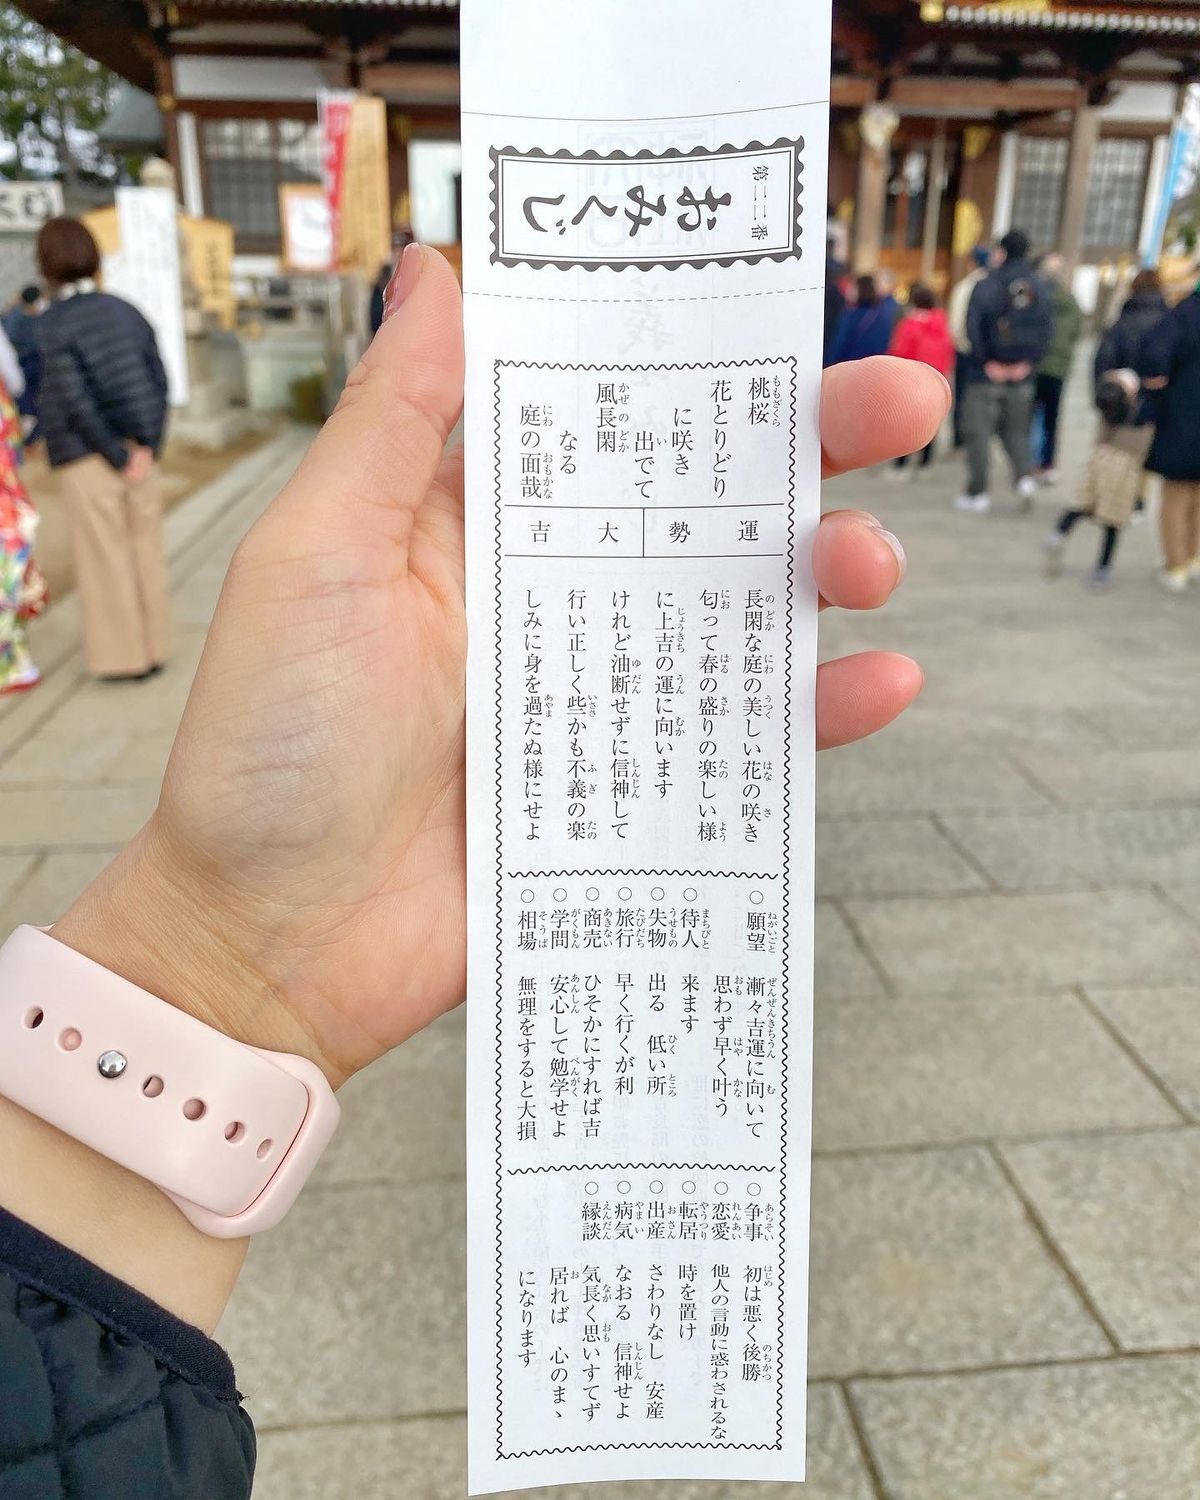 第二二番
おみくじ
桃桜
花とりどり
に咲き
出でて
風長閑
なる
庭の面哉
運勢
大吉
長閑な庭の美しい花の咲き
匂って春の盛りの楽しい様
に上吉の運に向います
けれど油断せずに信神して
行い正しく些かも不義の楽
しみに身を過たぬ様にせよ
○願望 漸々吉運に向いて
思わず早く叶う
○待人 来ます
○失物 出る 低い所
○旅行 早く行くが利
○商売 ひそかにすれば吉
○学問 安心して勉学せよ
○相場 無理をすると大損
○争事 初は悪く後勝
○恋愛 他人の言動に惑わされるな
○転居 時を置け
○出産 さわりなし 安産
○病気 なおる 信神せよ
○縁談 気長く思いすてず
居れば 心のまゝ
になります